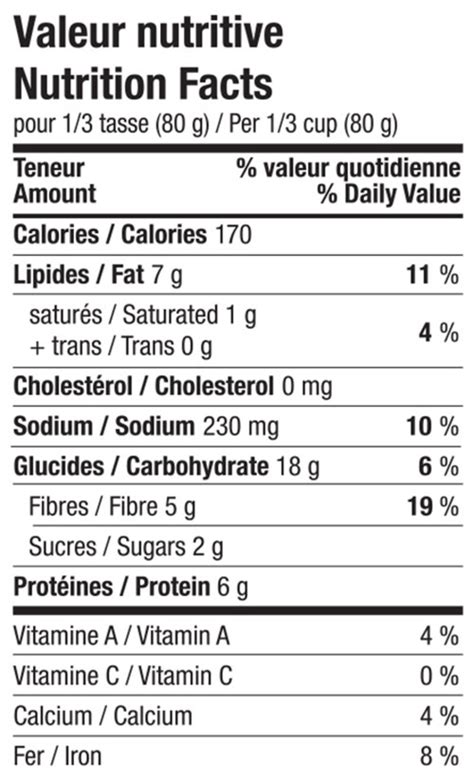 Valeur nutritive
Nutrition Facts
pour 1/3 tasse (80 g) / Per 1/3 cup (80 g)
Teneur % valeur quotidienne
Amount % Daily Value
Calories / Calories 170
Lipides / Fat 7 g 11 %
saturés / Saturated 1 g
+ trans / Trans 0 g 4 %
Cholestérol / Cholesterol 0 mg
Sodium / Sodium 230 mg 10 %
Glucides / Carbohydrate 18 g 6 %
Fibres / Fibre 5 g 19 %
Sucres / Sugars 2 g
Protéines / Protein 6 g
Vitamine A / Vitamin A 4 %
Vitamine C / Vitamin C 0 %
Calcium / Calcium 4 %
Fer / Iron 8 %